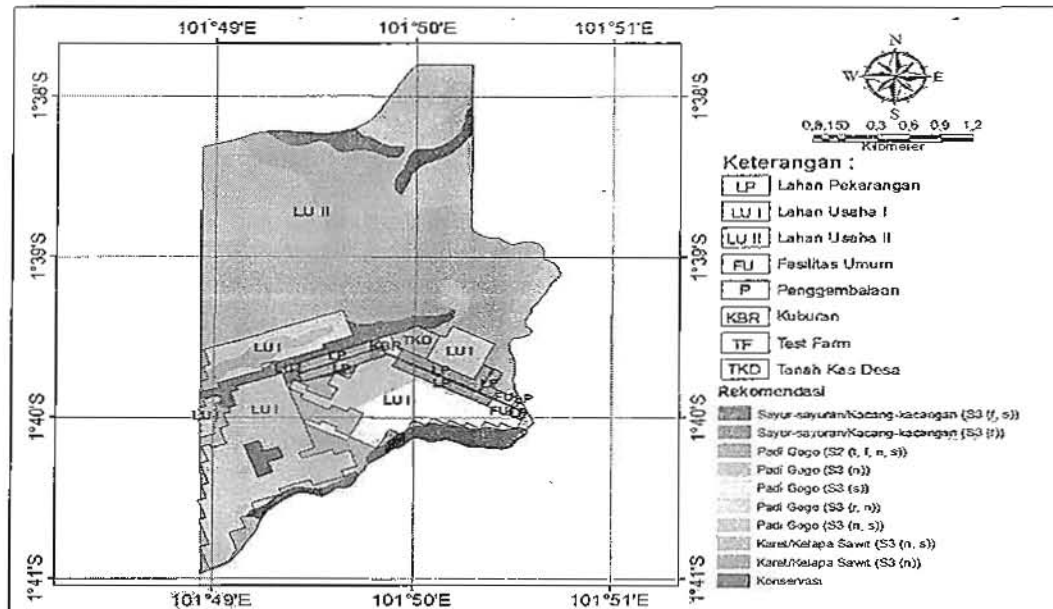 101°49'E 101°50'E 101°51'E
1°38'S 1°38'S
1°39'S 1°39'S
1°40'S 1°40'S
1°41'S 1°41'S
101°49'E 101°50'E 101°51'E
N
W E
S
0,3 0,6 0,9 1,2
Kilometer
LU II
LU I
LP
KBR
TKD
LU I
LP
LP
LP
LU I
LU I
FU
FU
Keterangan :
LP Lahan Pekarangan
LU I Lahan Usaha I
LU II Lahan Usaha II
FU Fasilitas Umum
P Penggembalaan
KBR Kuburan
TF Test Farm
TKD Tanah Kas Desa
Rekomendasi
Sayur-sayuran/Kacang-kacangan (S3 (f, s))
Sayur-sayuran/Kacang-kacangan (S3 (f))
Padi Gogo (S2 (t, f, n, s))
Padi Gogo (S3 (n))
Padi Gogo (S3 (s))
Padi Gogo (S3 (r, n))
Padi Gogo (S3 (n, s))
Karet/Kelapa Sawit (S3 (n, s))
Karet/Kelapa Sawit (S3 (n))
Konservasi